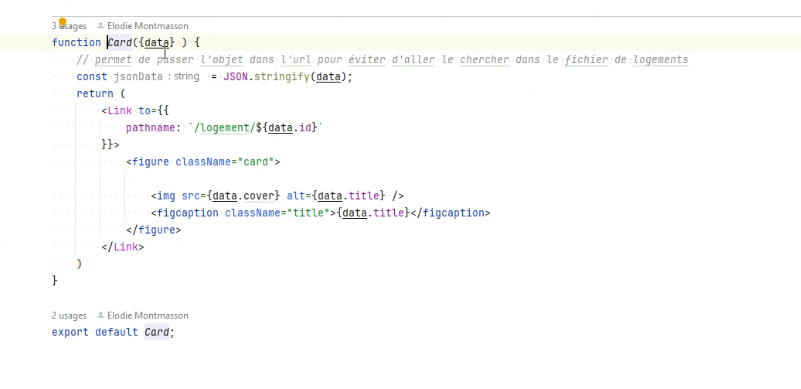 3 usages Elodie Montmasson
function Card({data} ) {
// permet de passer l'objet dans l'url pour éviter d'aller le chercher dans le fichier de logements
const jsonData : string = JSON.stringify(data);
return (
<Link to={{
pathname: `/logement/${data.id}`
}}>
<figure className="card">
<img src={data.cover} alt={data.title} />
<figcaption className="title">{data.title}</figcaption>
</figure>
</Link>
)
}
2 usages Elodie Montmasson
export default Card;